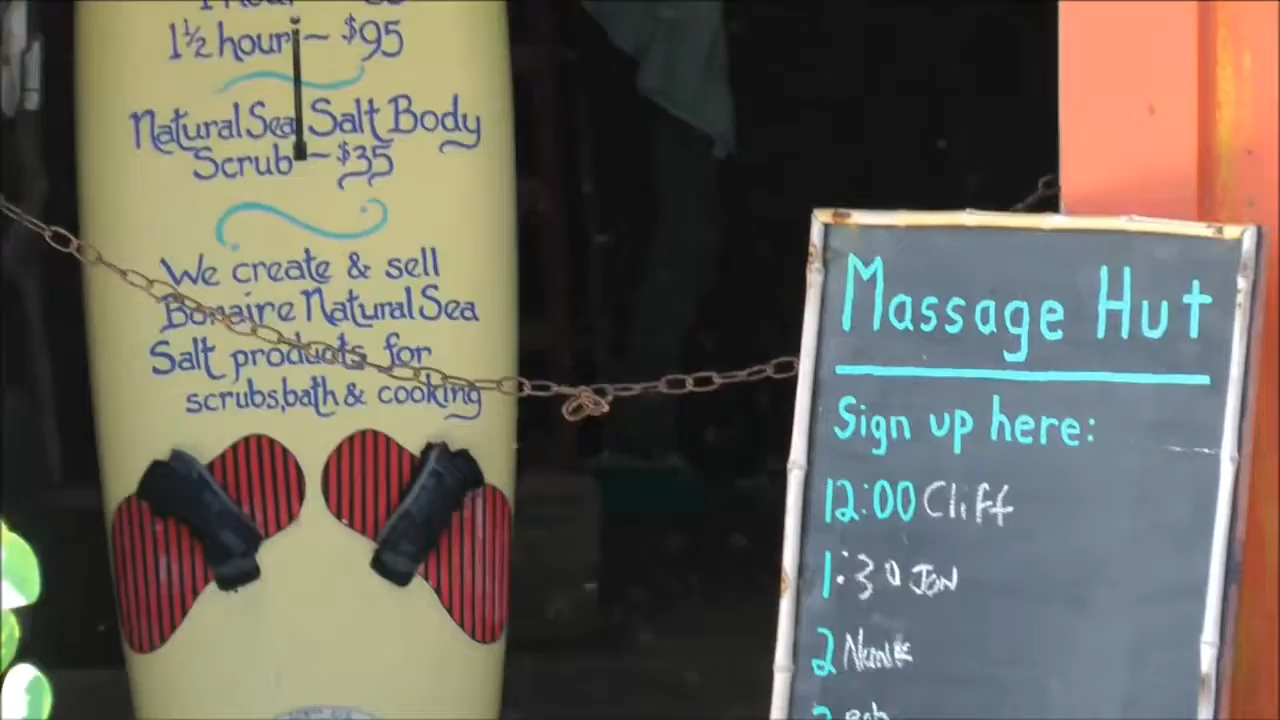 1½ hour ~ $95
Natural Sea Salt Body
Scrub ~ $35
We create & sell
Bonaire Natural Sea
Salt products for
scrubs, bath & cooking
Massage Hut
Sign up here:
12:00 Cliff
1:30 Jon
2